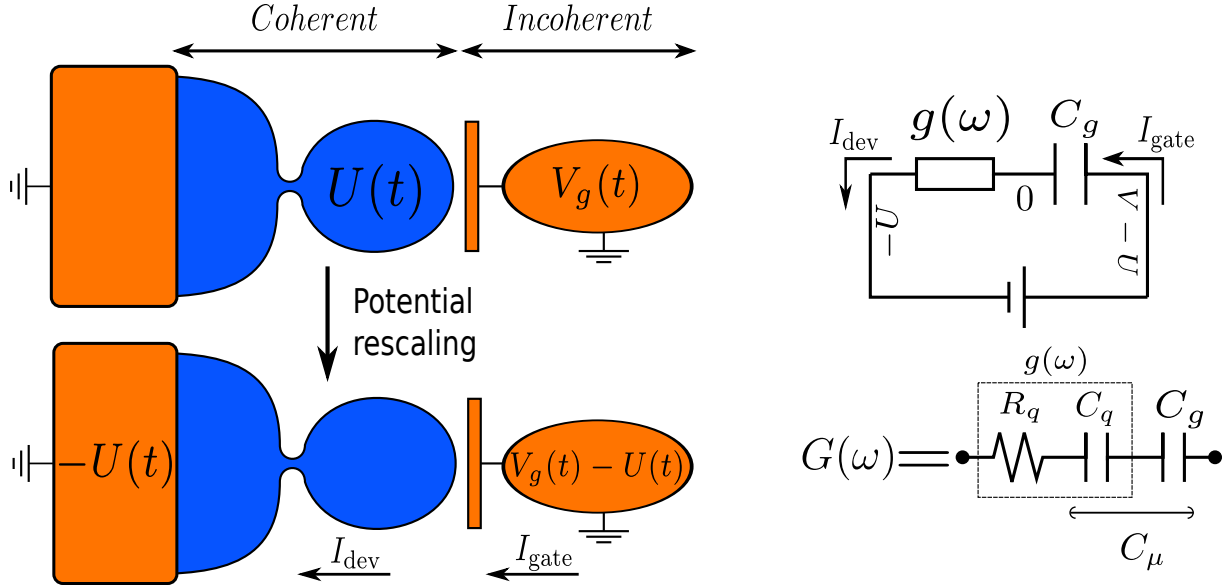 Coherent
Incoherent
U(t)
V_g(t)
Potential
rescaling
−U(t)
V_g(t) − U(t)
I_dev
I_gate
I_dev
g(ω)
C_g
I_gate
0
−U
V − U
g(ω)
R_q
C_q
C_g
G(ω)
C_μ